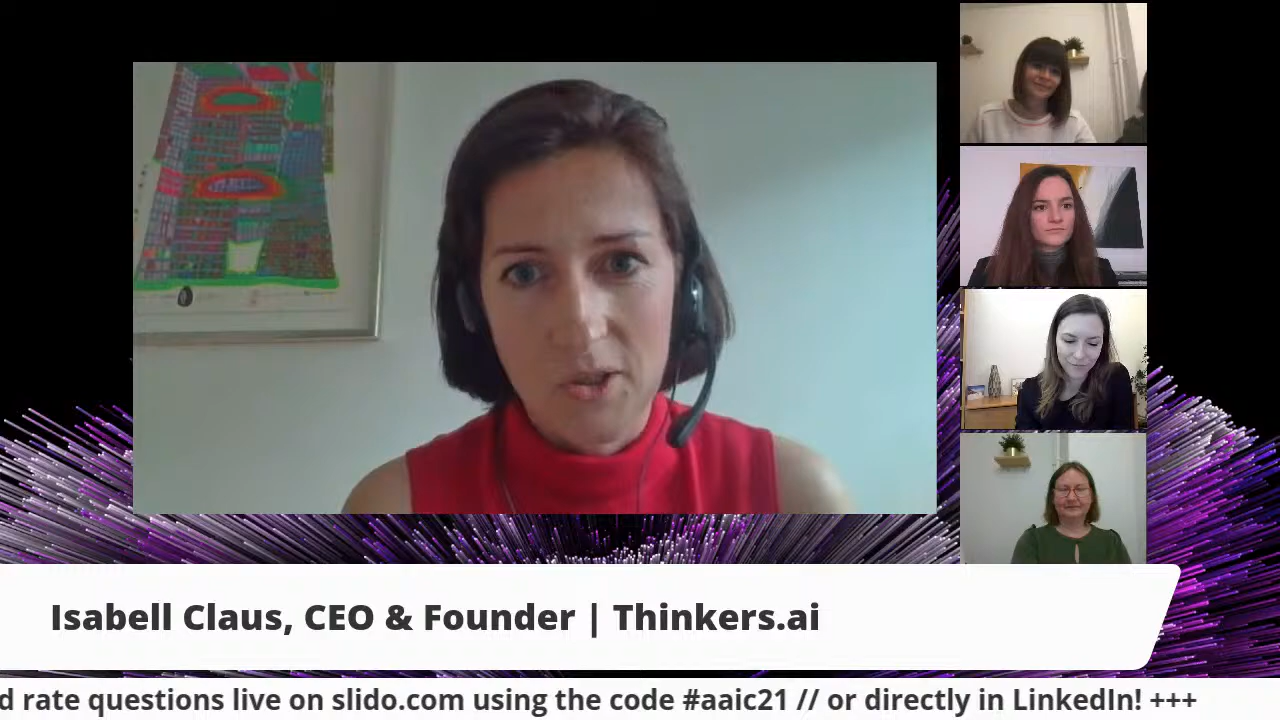 Isabell Claus, CEO & Founder | Thinkers.ai
d rate questions live on slido.com using the code #aaic21 // or directly in LinkedIn! +++